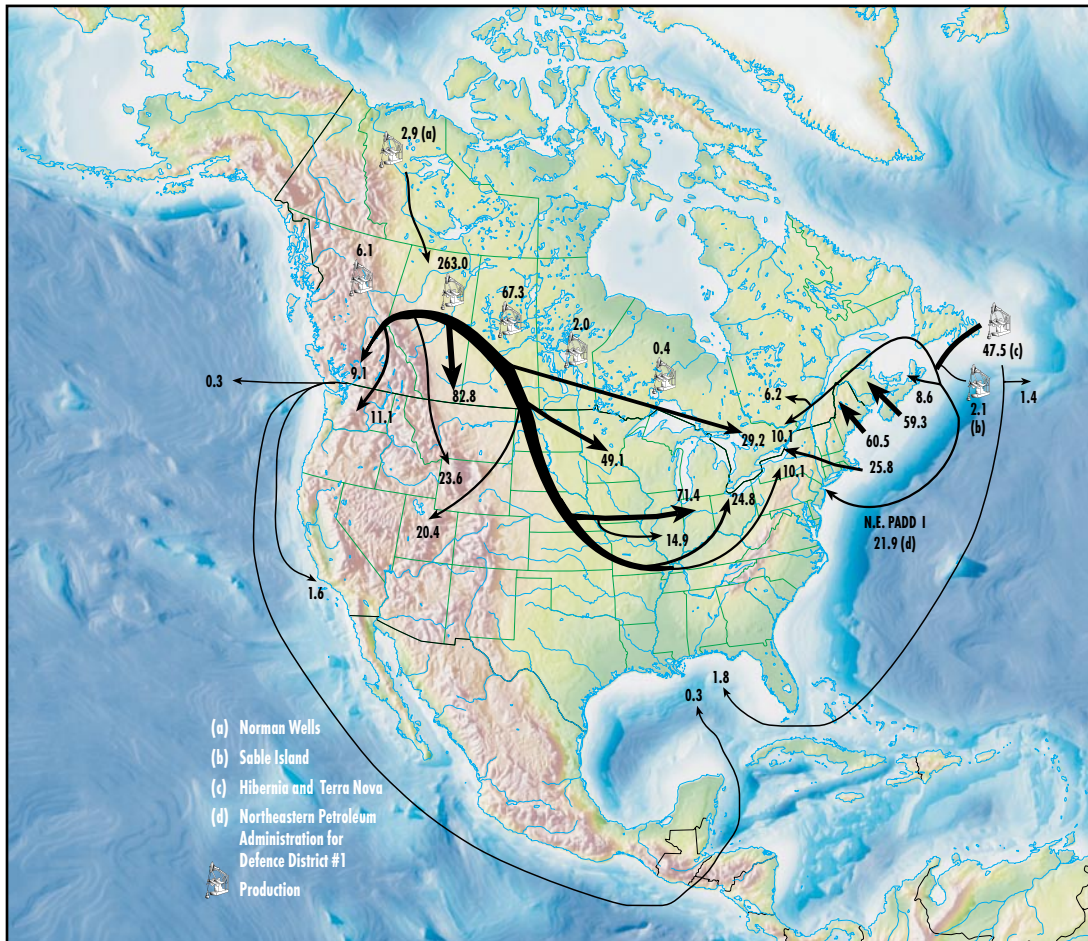 2.9 (a)
6.1
263.0
67.3
2.0
0.4
47.5 (c)
2.1
(b)
1.4
8.6
59.3
60.5
6.2
10.1
29.2
25.8
10.1
9.1
0.3
11.1
82.8
49.1
23.6
20.4
71.4
24.8
14.9
N.E. PADD I
21.9 (d)
1.6
1.8
0.3
(a) Norman Wells
(b) Sable Island
(c) Hibernia and Terra Nova
(d) Northeastern Petroleum
Administration for
Defence District #1
Production